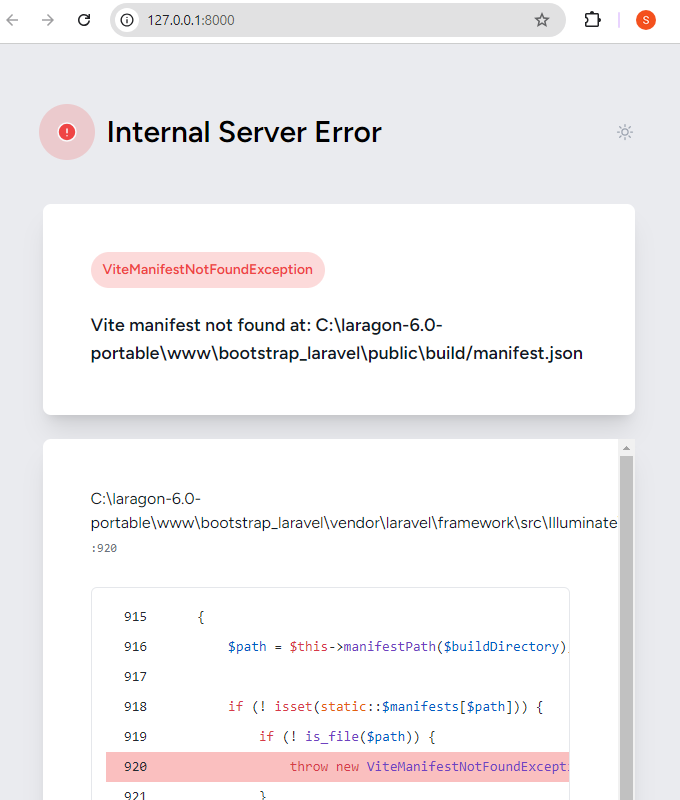 127.0.0.1:8000
S
Internal Server Error
ViteManifestNotFoundException
Vite manifest not found at: C:\laragon-6.0-
portable\www\bootstrap_laravel\public\build/manifest.json
C:\laragon-6.0-
portable\www\bootstrap_laravel\vendor\laravel\framework\src\Illuminate
:920
915 {
916 $path = $this->manifestPath($buildDirectory)
917
918 if (! isset(static::$manifests[$path])) {
919 if (! is_file($path)) {
920 throw new ViteManifestNotFoundExcept
921 }